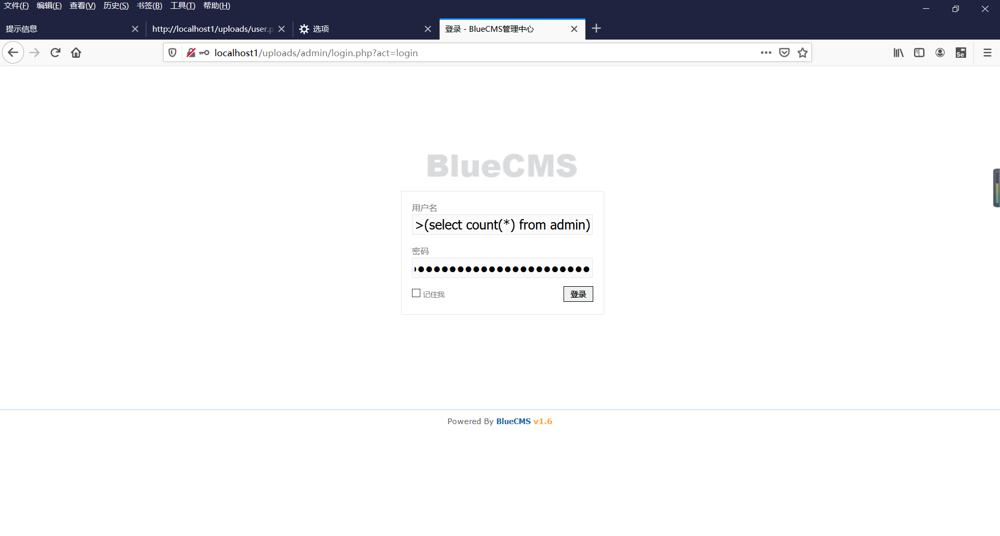 文件(F) 编辑(E) 查看(V) 历史(S) 书签(B) 工具(T) 帮助(H)
提示信息 http://localhost1/uploads/user.p 选项 登录 - BlueCMS管理中心
localhost1/uploads/admin/login.php?act=login
Se
BlueCMS
用户名
>(select count(*) from admin)
密码
记住我 登录
Powered By BlueCMS v1.6